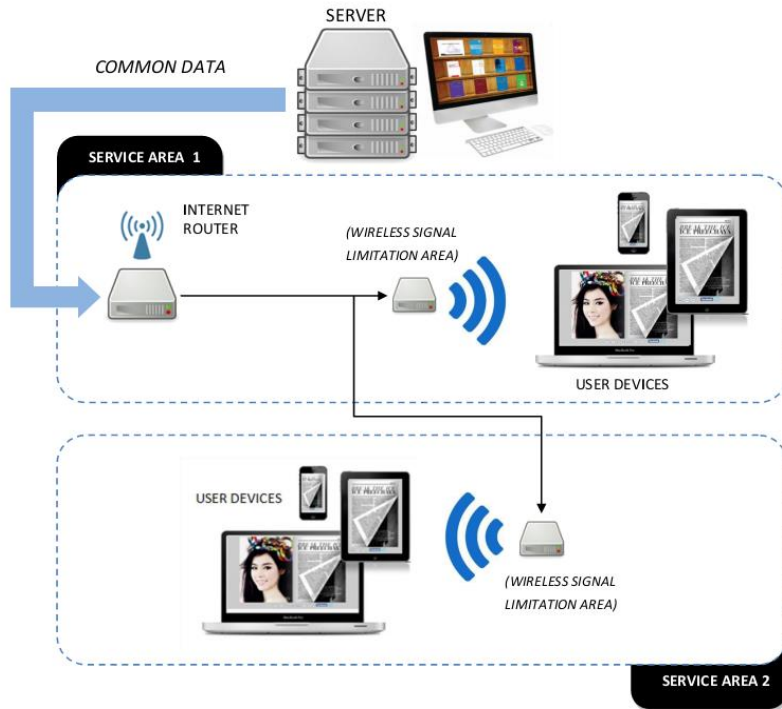 SERVER
COMMON DATA
SERVICE AREA 1
INTERNET
ROUTER
(WIRELESS SIGNAL
LIMITATION AREA)
USER DEVICES
USER DEVICES
(WIRELESS SIGNAL
LIMITATION AREA)
SERVICE AREA 2